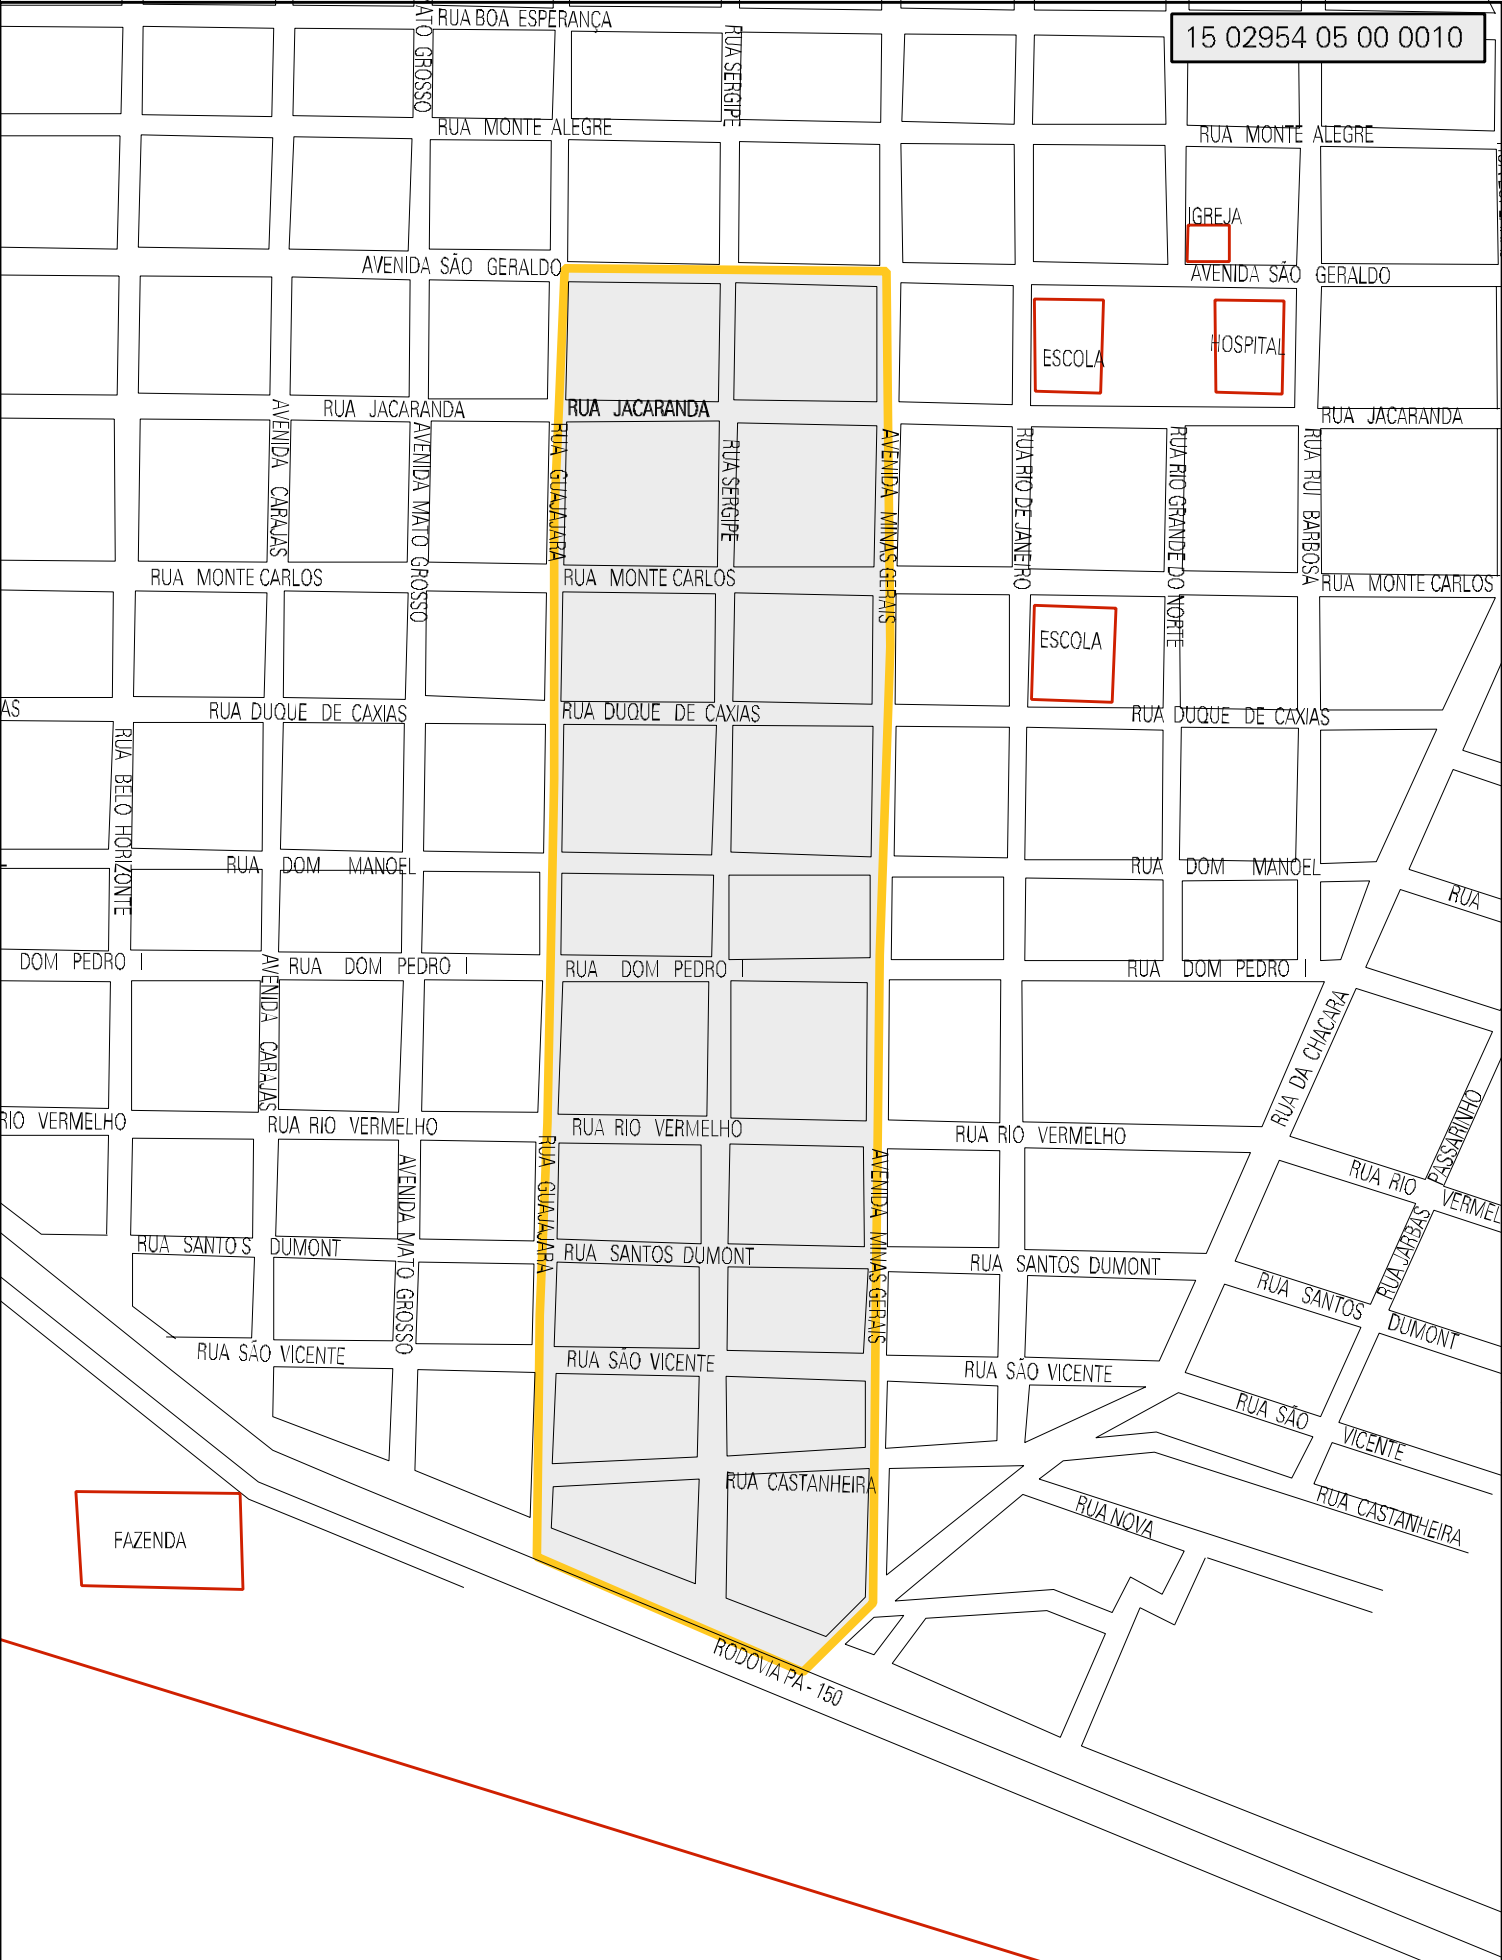 RUA BOA ESPERANÇA
ATO GROSSO
RUA SERGIPE
15 02954 05 00 0010
RUA MONTE ALEGRE
RUA MONTE ALEGRE
IGREJA
AVENIDA SÃO GERALDO
AVENIDA SÃO GERALDO
ESCOLA
HOSPITAL
RUA JACARANDA
RUA JACARANDA
RUA JACARANDA
AVENIDA CARAJAS
AVENIDA MATO GROSSO
RUA GUAJAJARA
RUA SERGIPE
AVENIDA MINAS GERAIS
RUA RIO DE JANEIRO
RUA RIO GRANDE DO NORTE
RUA RUI BARBOSA
RUA MONTE CARLOS
RUA MONTE CARLOS
RUA MONTE CARLOS
ESCOLA
AS
RUA DUQUE DE CAXIAS
RUA DUQUE DE CAXIAS
RUA DUQUE DE CAXIAS
RUA BELO HORIZONTE
RUA DOM MANOEL
RUA DOM MANOEL
RUA
DOM PEDRO I
RUA DOM PEDRO I
RUA DOM PEDRO I
RUA DOM PEDRO I
AVENIDA CARAJAS
RUA DA CHACARA
RIO VERMELHO
RUA RIO VERMELHO
RUA RIO VERMELHO
RUA RIO VERMELHO
PASSARINHO
RUA RIO VERMEL
RUA GUAJAJARA
AVENIDA MATO GROSSO
AVENIDA MINAS GERAIS
RUA JARBAS
RUA SANTOS DUMONT
RUA SANTOS DUMONT
RUA SANTOS DUMONT
RUA SANTOS DUMONT
RUA SÃO VICENTE
RUA SÃO VICENTE
RUA SÃO VICENTE
RUA SÃO VICENTE
RUA CASTANHEIRA
RUA CASTANHEIRA
RUA NOVA
FAZENDA
RODOVIA PA - 150